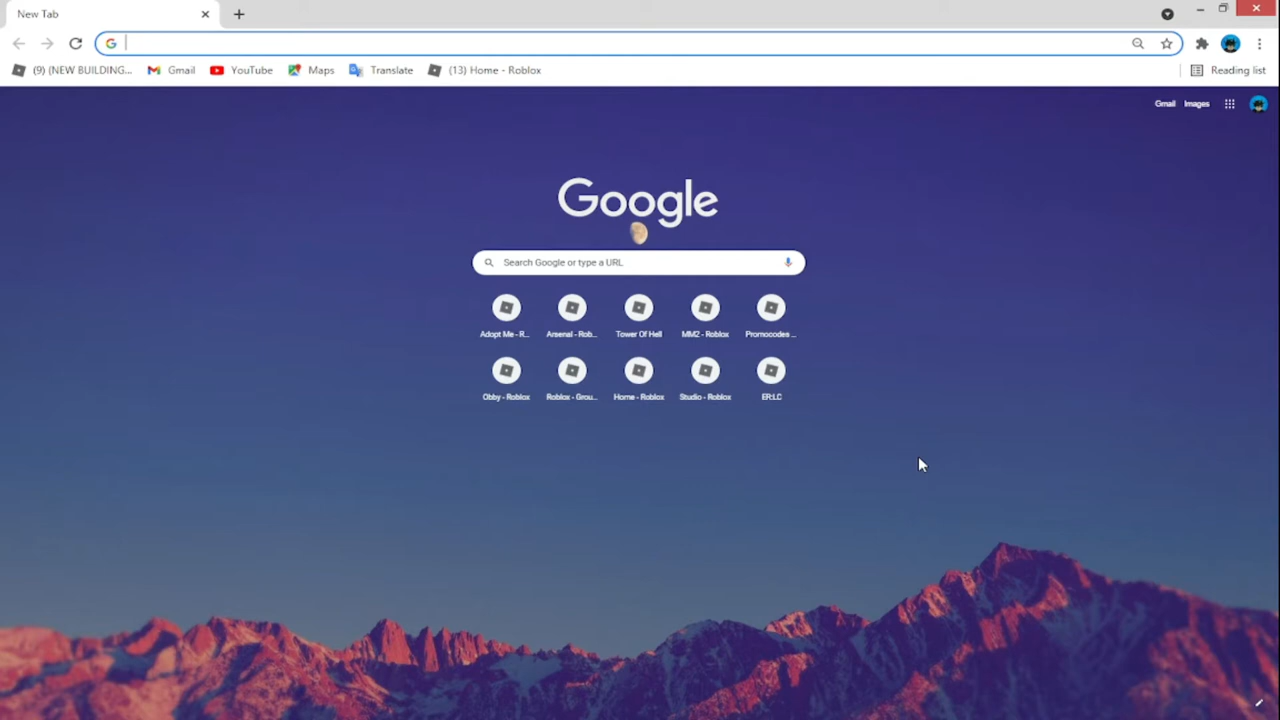 New Tab
(9) (NEW BUILDING...
Gmail
YouTube
Maps
Translate
(13) Home - Roblox
Reading list
Gmail Images
Google
Search Google or type a URL
Adopt Me - R...
Arsenal - Rob...
Tower Of Hell
MM2 - Roblox
Promocodes ...
Obby - Roblox
Roblox - Grou...
Home - Roblox
Studio - Roblox
ER:LC